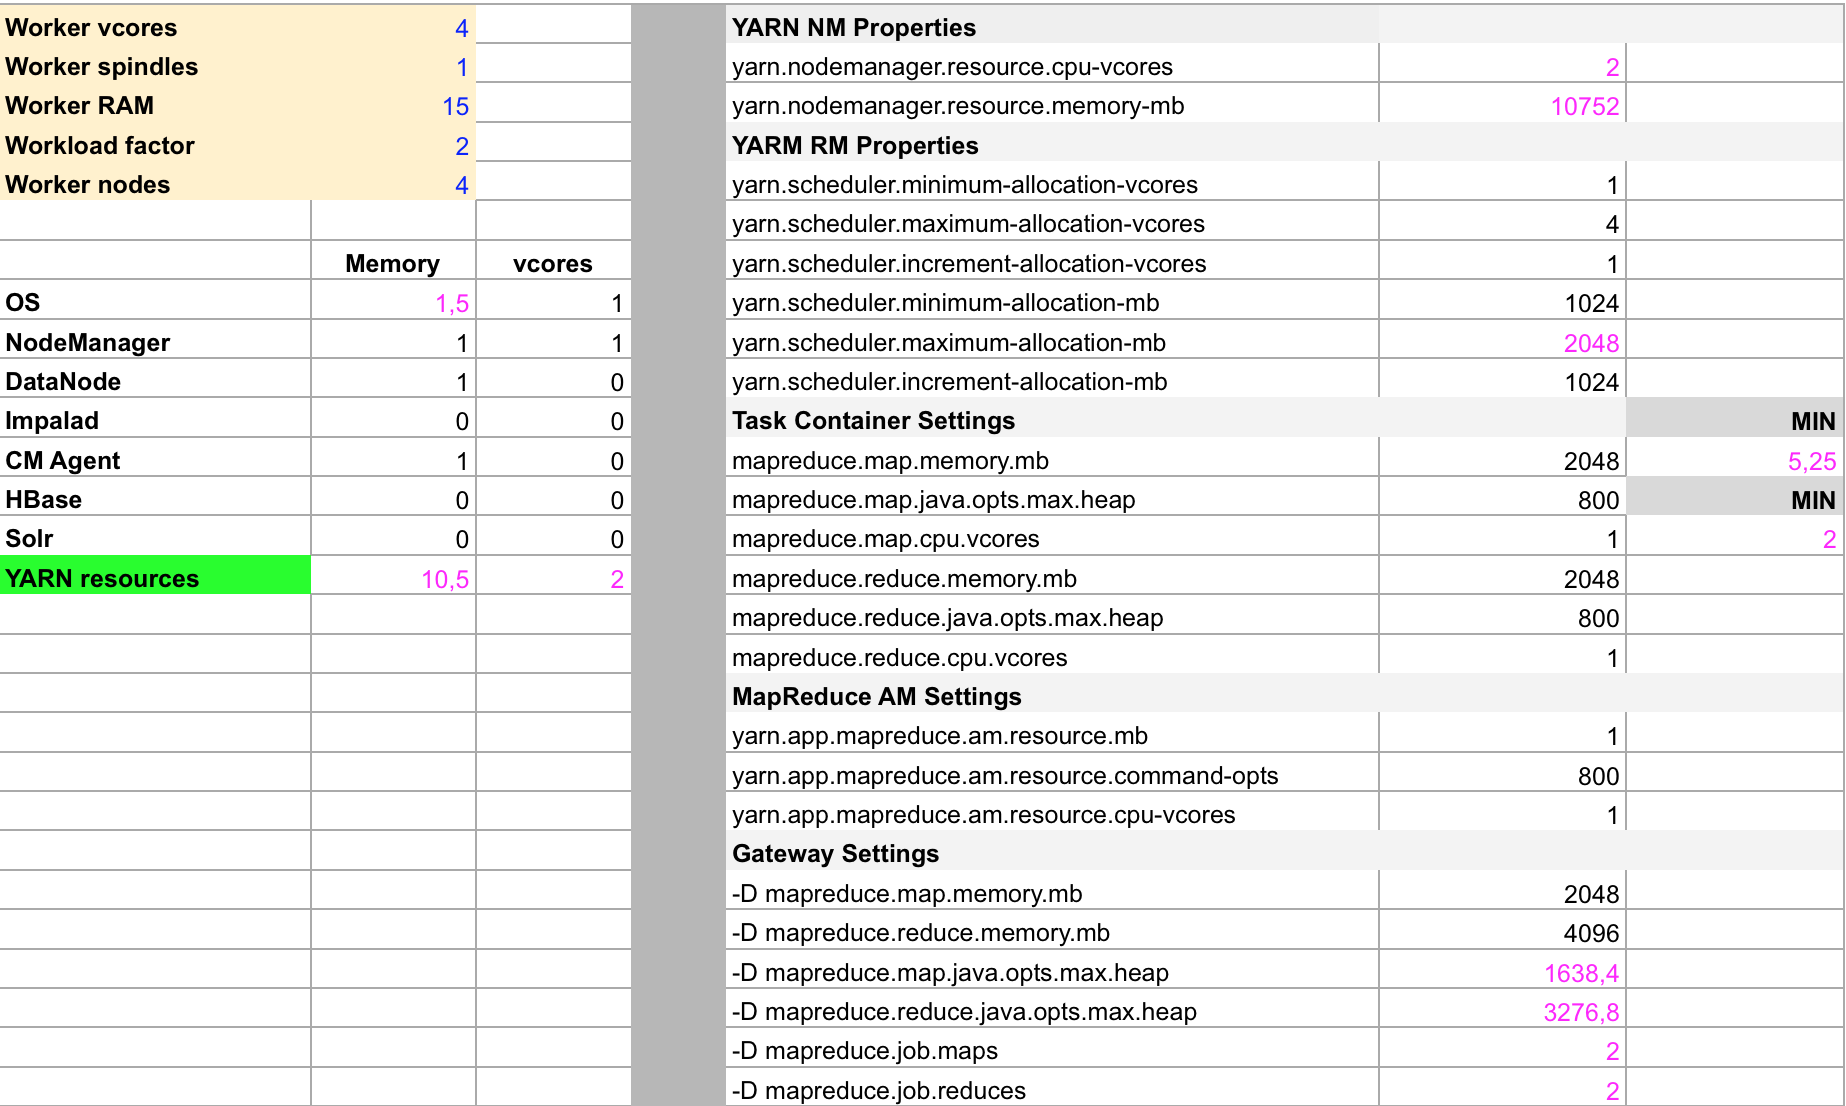 Worker vcores 4
Worker spindles 1
Worker RAM 15
Workload factor 2
Worker nodes 4
Memory vcores
OS 1,5 1
NodeManager 1 1
DataNode 1 0
Impalad 0 0
CM Agent 1 0
HBase 0 0
Solr 0 0
YARN resources 10,5 2
YARN NM Properties
yarn.nodemanager.resource.cpu-vcores 2
yarn.nodemanager.resource.memory-mb 10752
YARM RM Properties
yarn.scheduler.minimum-allocation-vcores 1
yarn.scheduler.maximum-allocation-vcores 4
yarn.scheduler.increment-allocation-vcores 1
yarn.scheduler.minimum-allocation-mb 1024
yarn.scheduler.maximum-allocation-mb 2048
yarn.scheduler.increment-allocation-mb 1024
Task Container Settings MIN
mapreduce.map.memory.mb 2048 5,25
mapreduce.map.java.opts.max.heap 800 MIN
mapreduce.map.cpu.vcores 1 2
mapreduce.reduce.memory.mb 2048
mapreduce.reduce.java.opts.max.heap 800
mapreduce.reduce.cpu.vcores 1
MapReduce AM Settings
yarn.app.mapreduce.am.resource.mb 1
yarn.app.mapreduce.am.resource.command-opts 800
yarn.app.mapreduce.am.resource.cpu-vcores 1
Gateway Settings
-D mapreduce.map.memory.mb 2048
-D mapreduce.reduce.memory.mb 4096
-D mapreduce.map.java.opts.max.heap 1638,4
-D mapreduce.reduce.java.opts.max.heap 3276,8
-D mapreduce.job.maps 2
-D mapreduce.job.reduces 2